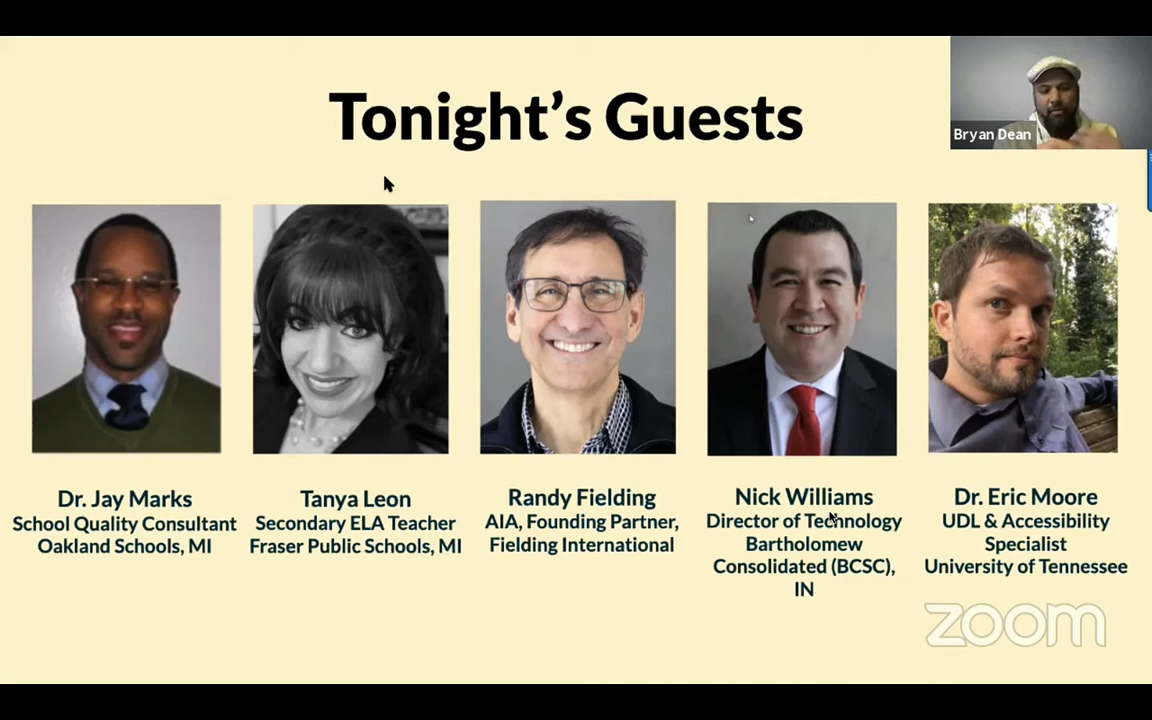 Tonight's Guests
Bryan Dean
Dr. Jay Marks
School Quality Consultant
Oakland Schools, MI
Tanya Leon
Secondary ELA Teacher
Fraser Public Schools, MI
Randy Fielding
AIA, Founding Partner,
Fielding International
Nick Williams
Director of Technology
Bartholomew
Consolidated (BCSC),
IN
Dr. Eric Moore
UDL & Accessibility
Specialist
University of Tennessee
zoom